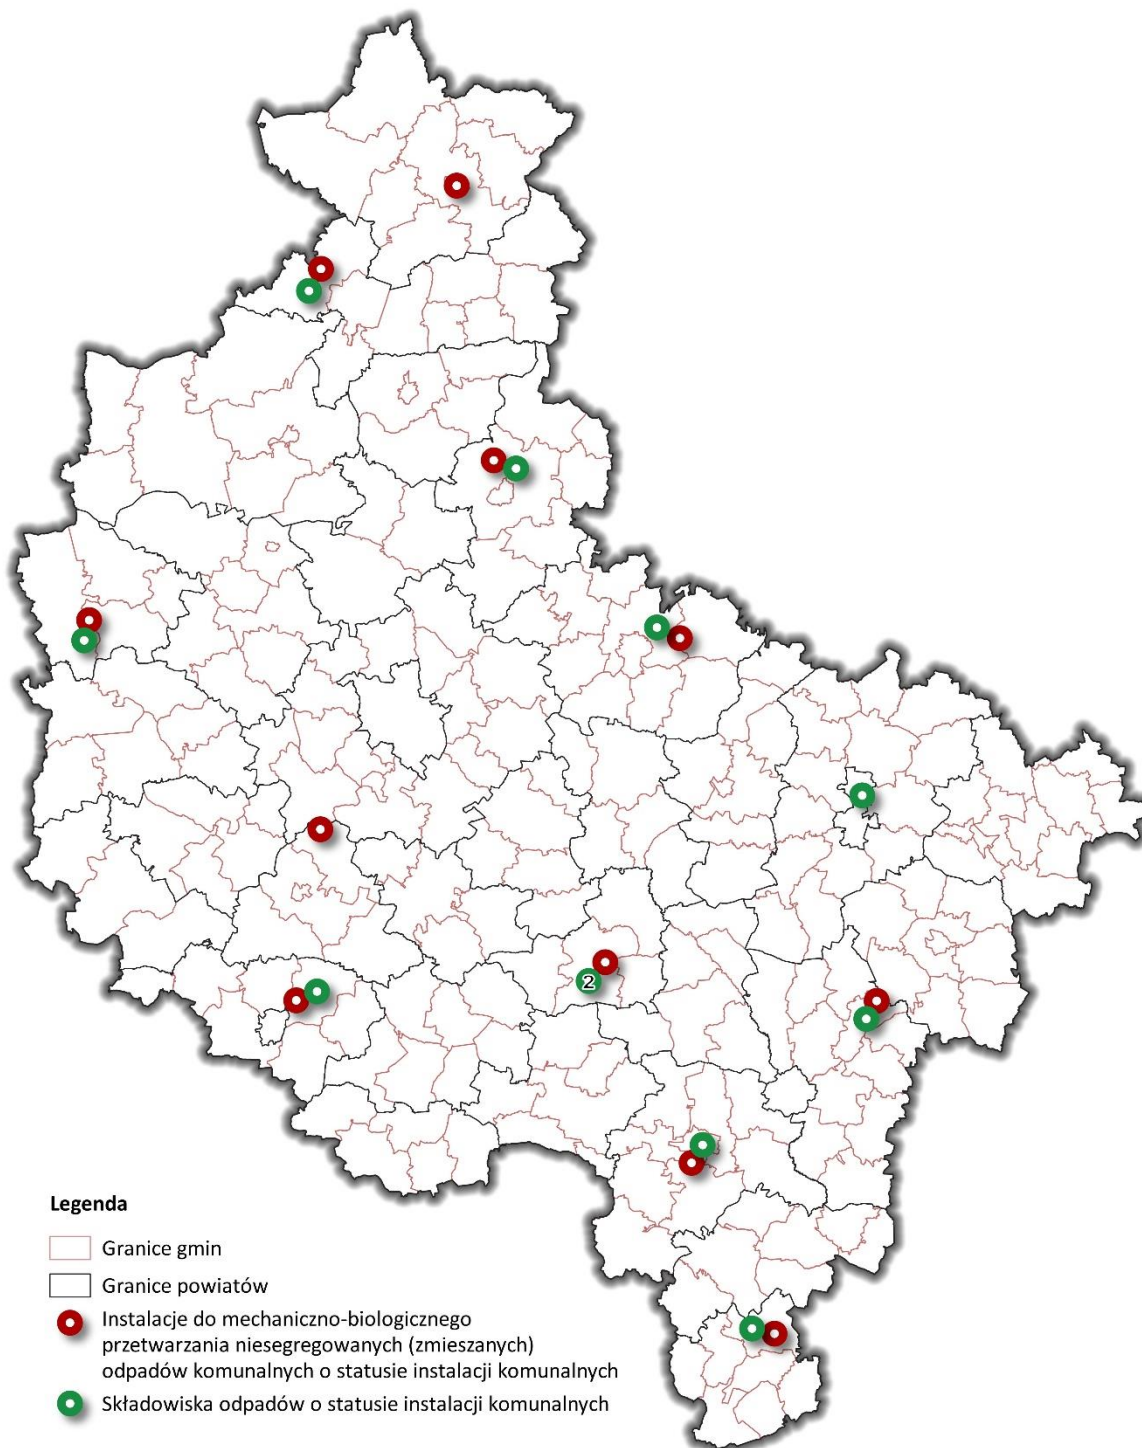 2
Legenda
Granice gmin
Granice powiatów
Instalacje do mechaniczno-biologicznego
przetwarzania niesegregowanych (zmieszanych)
odpadów komunalnych o statusie instalacji komunalnych
Składowiska odpadów o statusie instalacji komunalnych